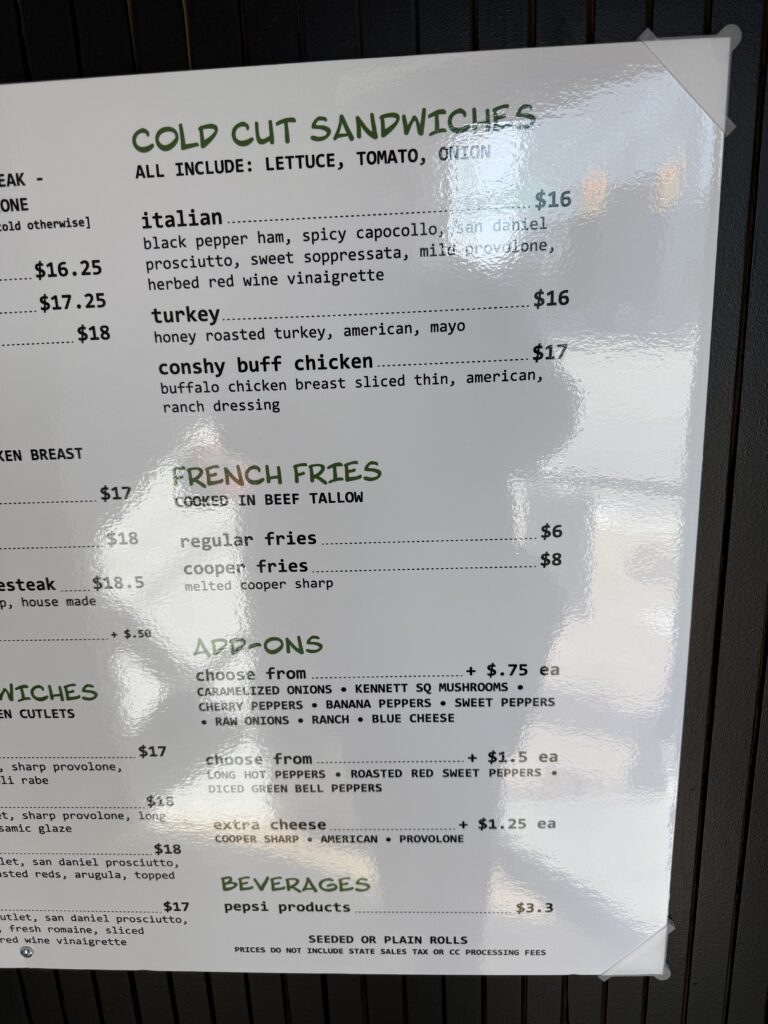 EAK -
ONE
told otherwise]
$16.25
$17.25
$18
KEN BREAST
$17
$18
esteak $18.5
p, house made
+ $.50
WICHES
EN CUTLETS
$17
, sharp provolone,
li rabe
$18
et, sharp provolone, long
samic glaze
$18
let, san daniel prosciutto,
asted reds, arugula, topped
$17
utlet, san daniel prosciutto,
, fresh romaine, sliced
red wine vinaigrette
COLD CUT SANDWICHES
ALL INCLUDE: LETTUCE, TOMATO, ONION
italian $16
black pepper ham, spicy capocollo, san daniel
prosciutto, sweet soppressata, mild provolone,
herbed red wine vinaigrette
turkey $16
honey roasted turkey, american, mayo
conshy buff chicken $17
buffalo chicken breast sliced thin, american,
ranch dressing
FRENCH FRIES
COOKED IN BEEF TALLOW
regular fries $6
cooper fries $8
melted cooper sharp
ADD-ONS
choose from + $.75 ea
CARAMELIZED ONIONS • KENNETT SQ MUSHROOMS •
CHERRY PEPPERS • BANANA PEPPERS • SWEET PEPPERS
• RAW ONIONS • RANCH • BLUE CHEESE
choose from + $1.5 ea
LONG HOT PEPPERS • ROASTED RED SWEET PEPPERS •
DICED GREEN BELL PEPPERS
extra cheese + $1.25 ea
COOPER SHARP • AMERICAN • PROVOLONE
BEVERAGES
pepsi products $3.3
SEEDED OR PLAIN ROLLS
PRICES DO NOT INCLUDE STATE SALES TAX OR CC PROCESSING FEES